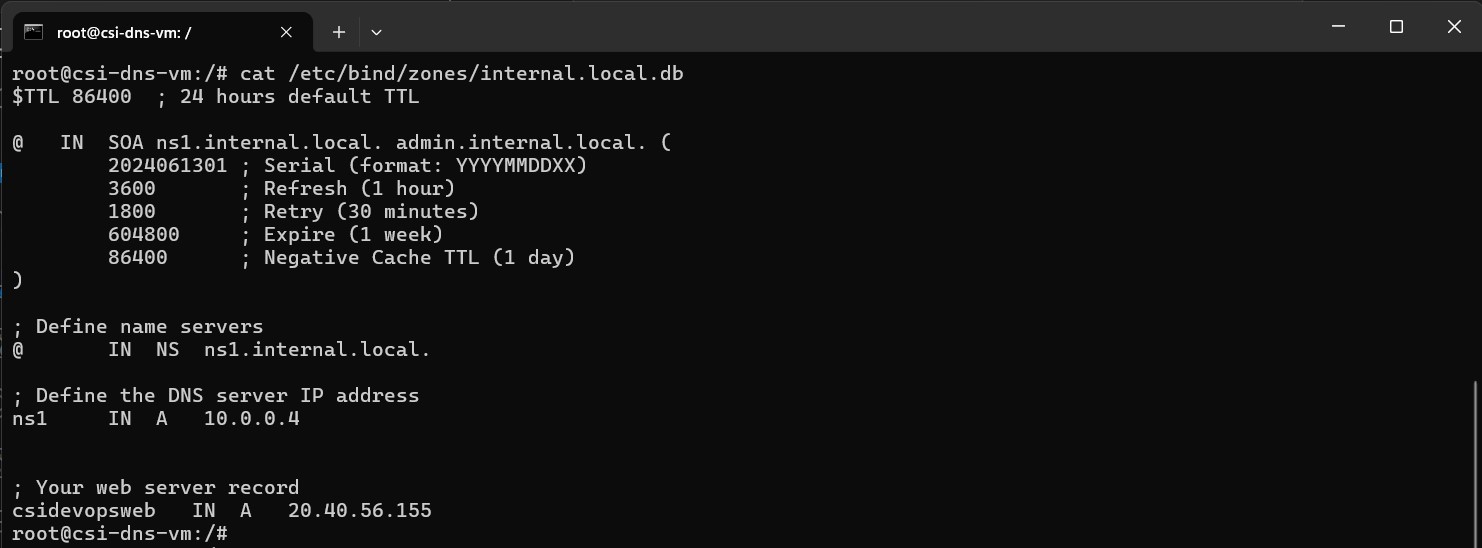 root@csi-dns-vm: /
root@csi-dns-vm:/# cat /etc/bind/zones/internal.local.db
$TTL 86400  ; 24 hours default TTL
@   IN  SOA ns1.internal.local. admin.internal.local. (
        2024061301 ; Serial (format: YYYYMMDDXX)
        3600       ; Refresh (1 hour)
        1800       ; Retry (30 minutes)
        604800     ; Expire (1 week)
        86400      ; Negative Cache TTL (1 day)
)
; Define name servers
@       IN  NS  ns1.internal.local.
; Define the DNS server IP address
ns1     IN  A   10.0.0.4
; Your web server record
csidevopsweb   IN  A   20.40.56.155
root@csi-dns-vm:/#